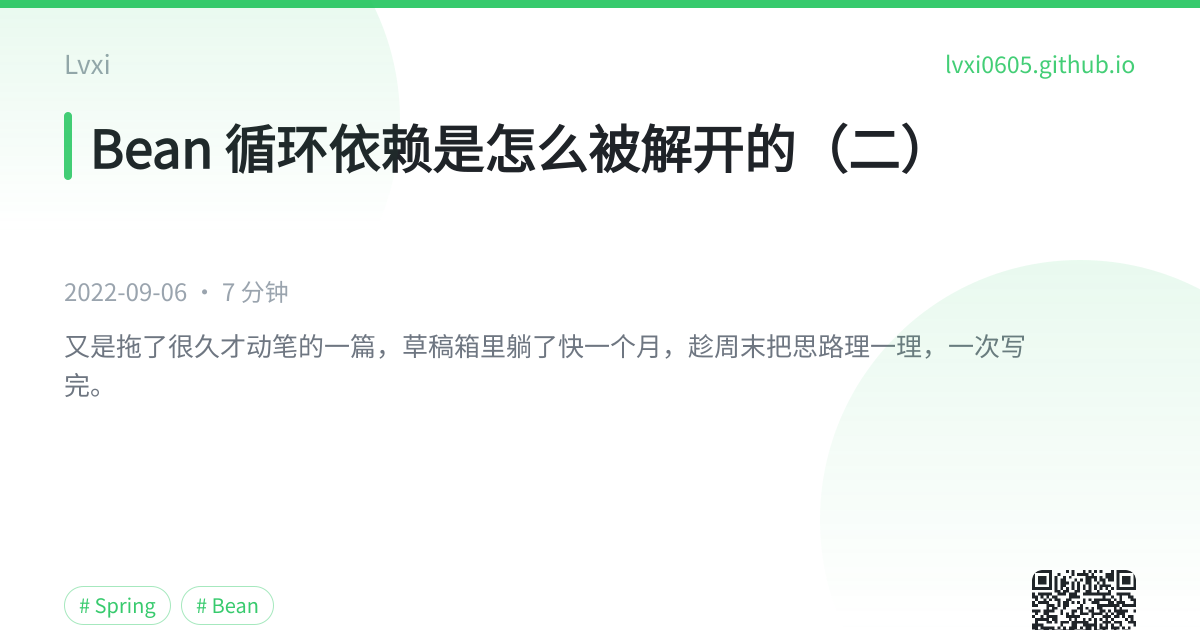 Lvxi
lvxi0605.github.io
Bean 循环依赖是怎么被解开的（二）
2022-09-06 · 7 分钟
又是拖了很久才动笔的一篇，草稿箱里躺了快一个月，趁周末把思路理一理，一次写
完。
# Spring
# Bean